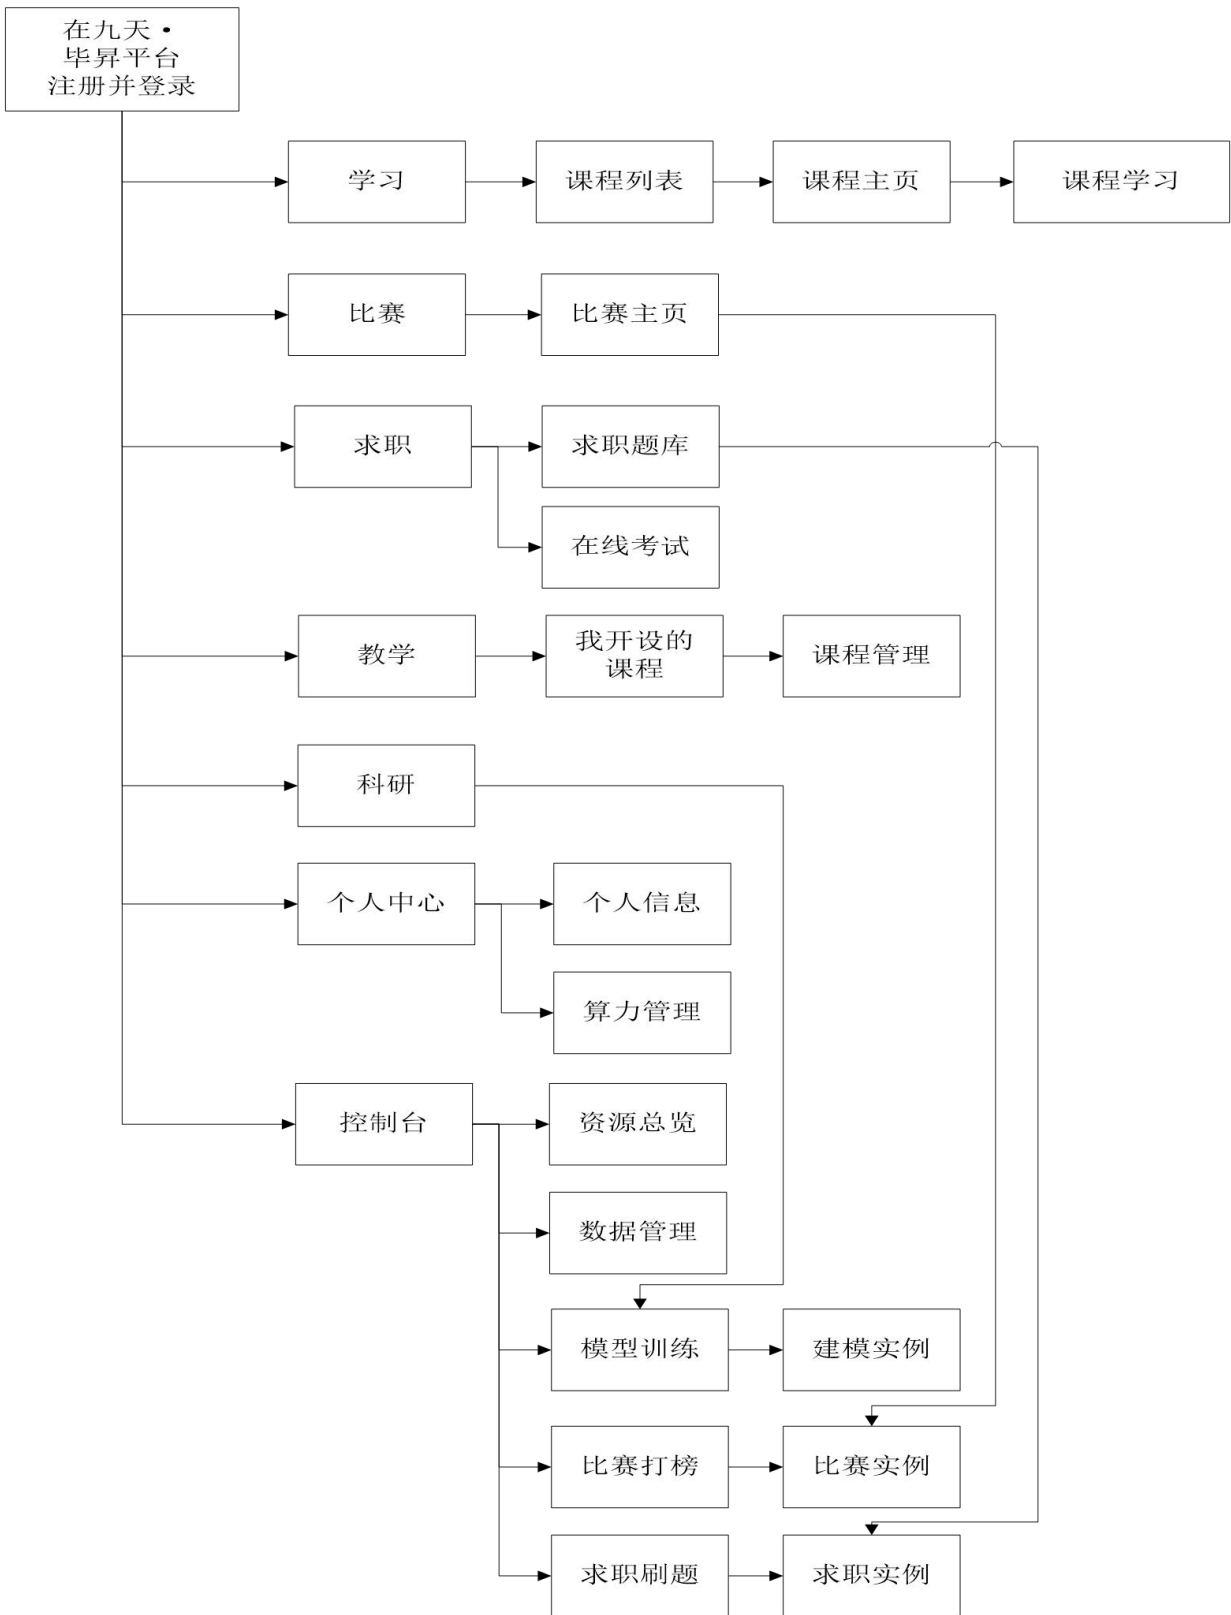 在九天·
毕昇平台
注册并登录
学习
课程列表
课程主页
课程学习
比赛
比赛主页
求职
求职题库
在线考试
教学
我开设的
课程
课程管理
科研
个人中心
个人信息
算力管理
控制台
资源总览
数据管理
模型训练
建模实例
比赛打榜
比赛实例
求职刷题
求职实例